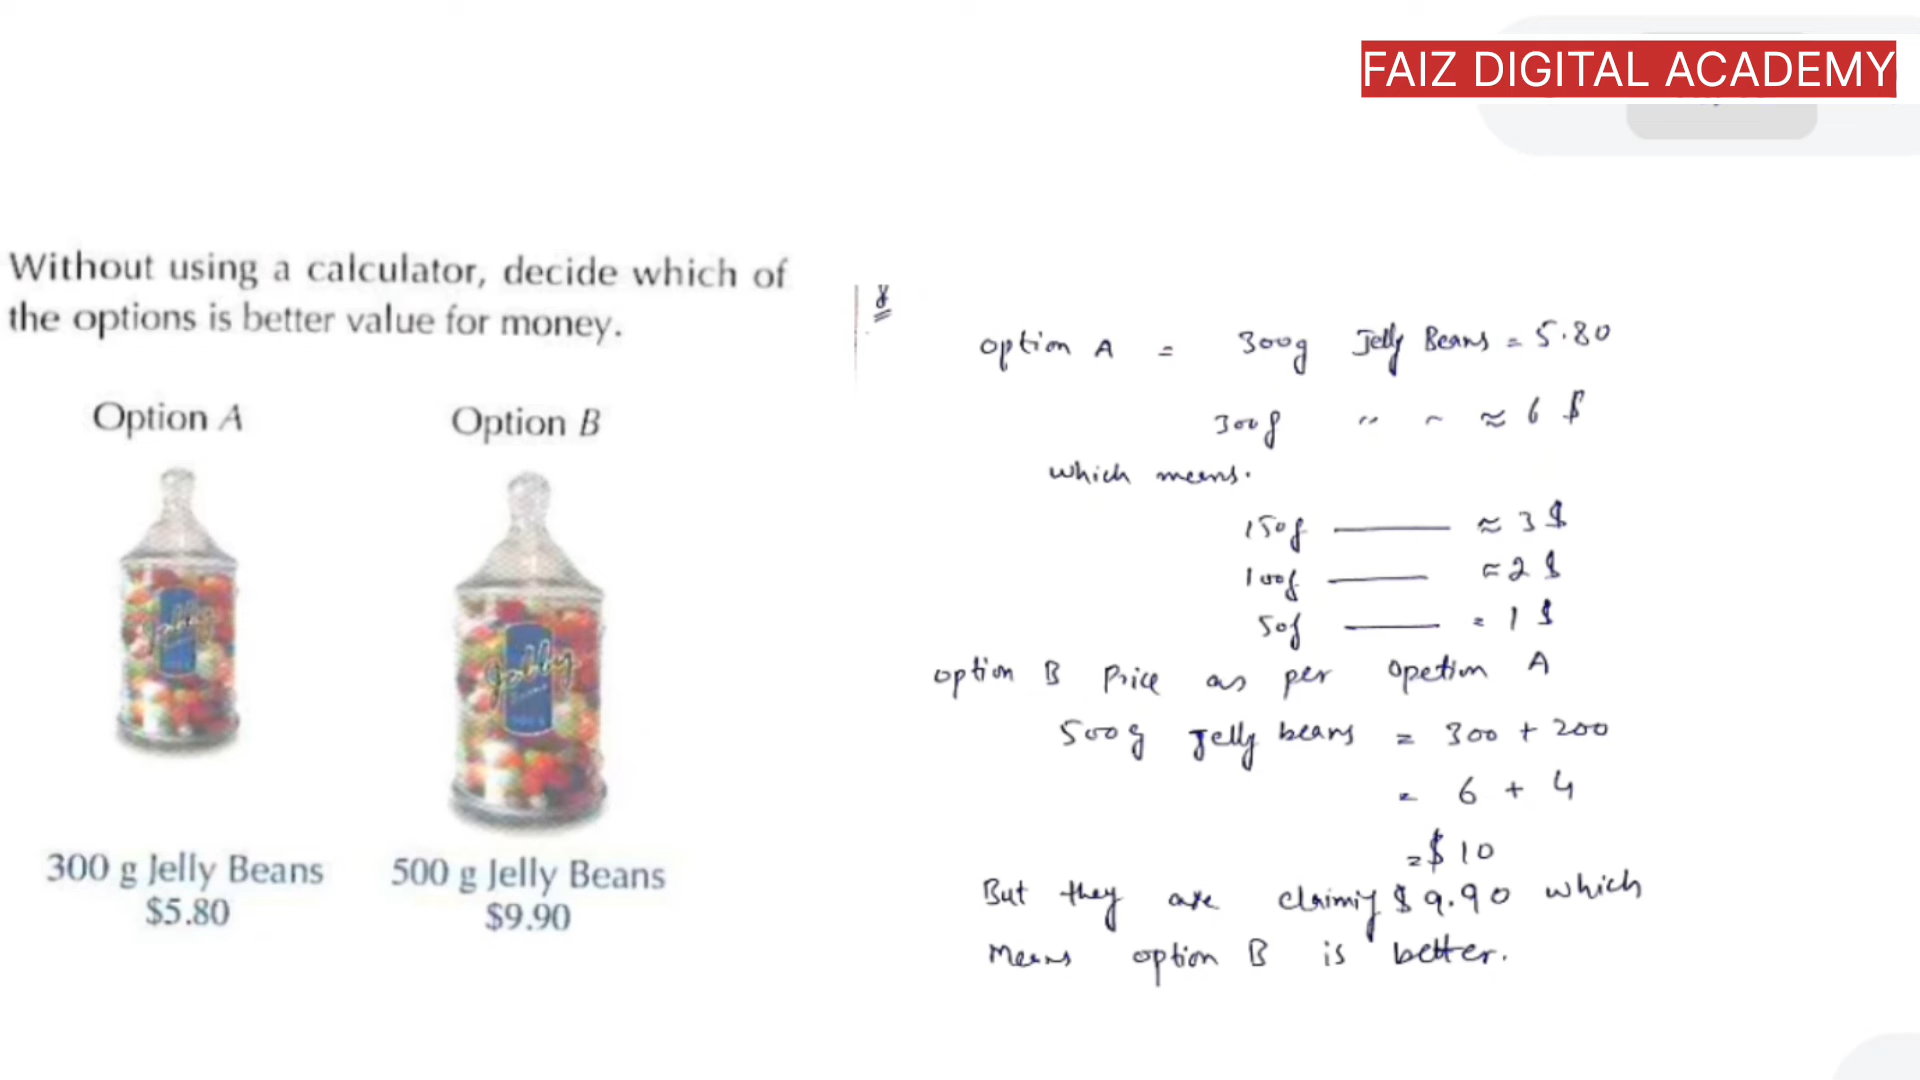 FAIZ DIGITAL ACADEMY
Without using a calculator, decide which of
the options is better value for money.
Option A
Option B
300 g Jelly Beans
$5.80
500 g Jelly Beans
$9.90
option A = 300g Jelly Beans = 5.80
300g " " ≈ 6 $
which means.
150g —— ≈ 3 $
100g —— ≈ 2 $
50g —— = 1 $
option B Price as per opetion A
500g Jelly beans = 300 + 200
= 6 + 4
= $ 10
But they are claimig $ 9.90 which
means option B is better.